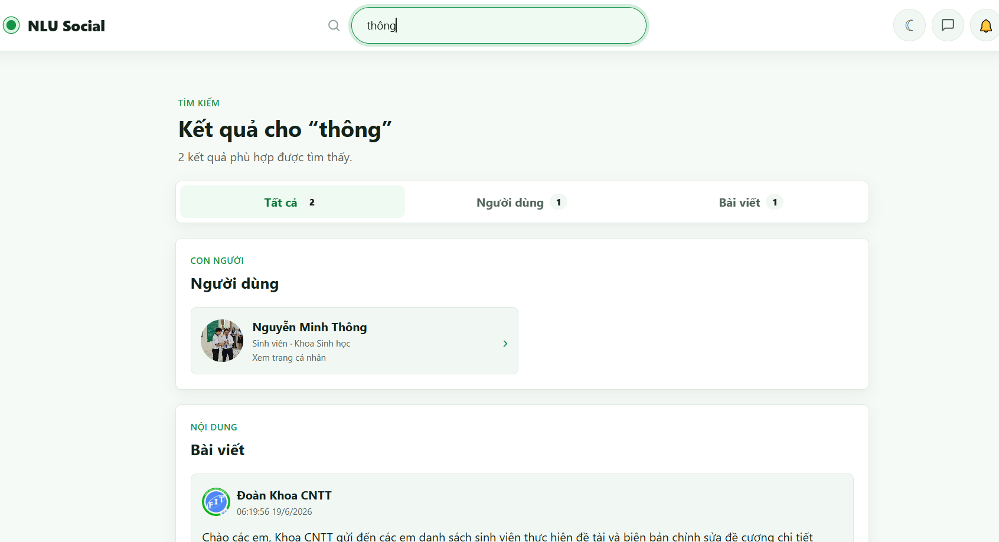 NLU Social
thông
TÌM KIẾM
Kết quả cho “thông”
2 kết quả phù hợp được tìm thấy.
Tất cả 2
Người dùng 1
Bài viết 1
CON NGƯỜI
Người dùng
Nguyễn Minh Thông
Sinh viên · Khoa Sinh học
Xem trang cá nhân
NỘI DUNG
Bài viết
FIT
Đoàn Khoa CNTT
06:19:56 19/6/2026
Chào các em, Khoa CNTT gửi đến các em danh sách sinh viên thực hiện đề tài và biên bản chỉnh sửa đề cương chi tiết